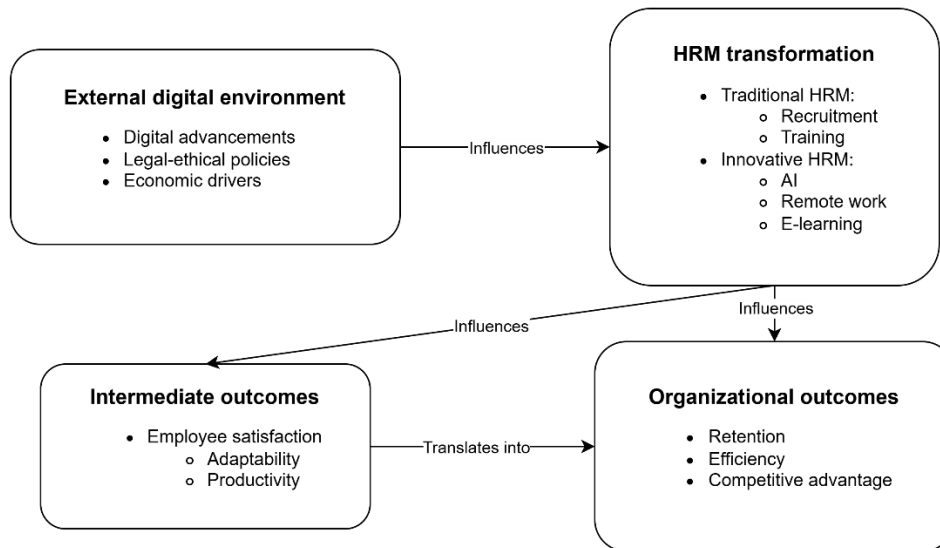 External digital environment
Digital advancements
Legal-ethical policies
Economic drivers
Influences
HRM transformation
Traditional HRM:
Recruitment
Training
Innovative HRM:
AI
Remote work
E-learning
Influences
Influences
Intermediate outcomes
Employee satisfaction
Adaptability
Productivity
Translates into
Organizational outcomes
Retention
Efficiency
Competitive advantage